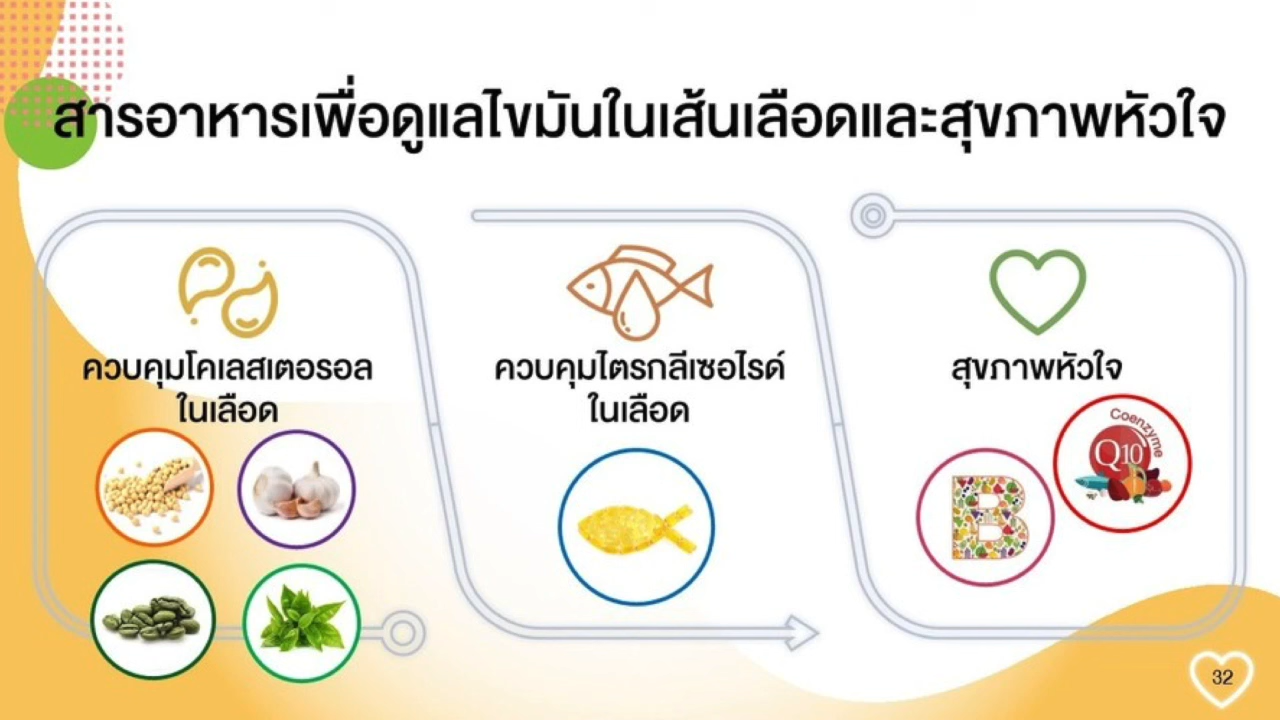 สารอาหารเพื่อดูแลไขมันในเส้นเลือดและสุขภาพหัวใจ
ควบคุมโคเลสเตอรอล
ในเลือด
ควบคุมไตรกลีเซอไรด์
ในเลือด
สุขภาพหัวใจ
Coenzyme
Q10
B
32